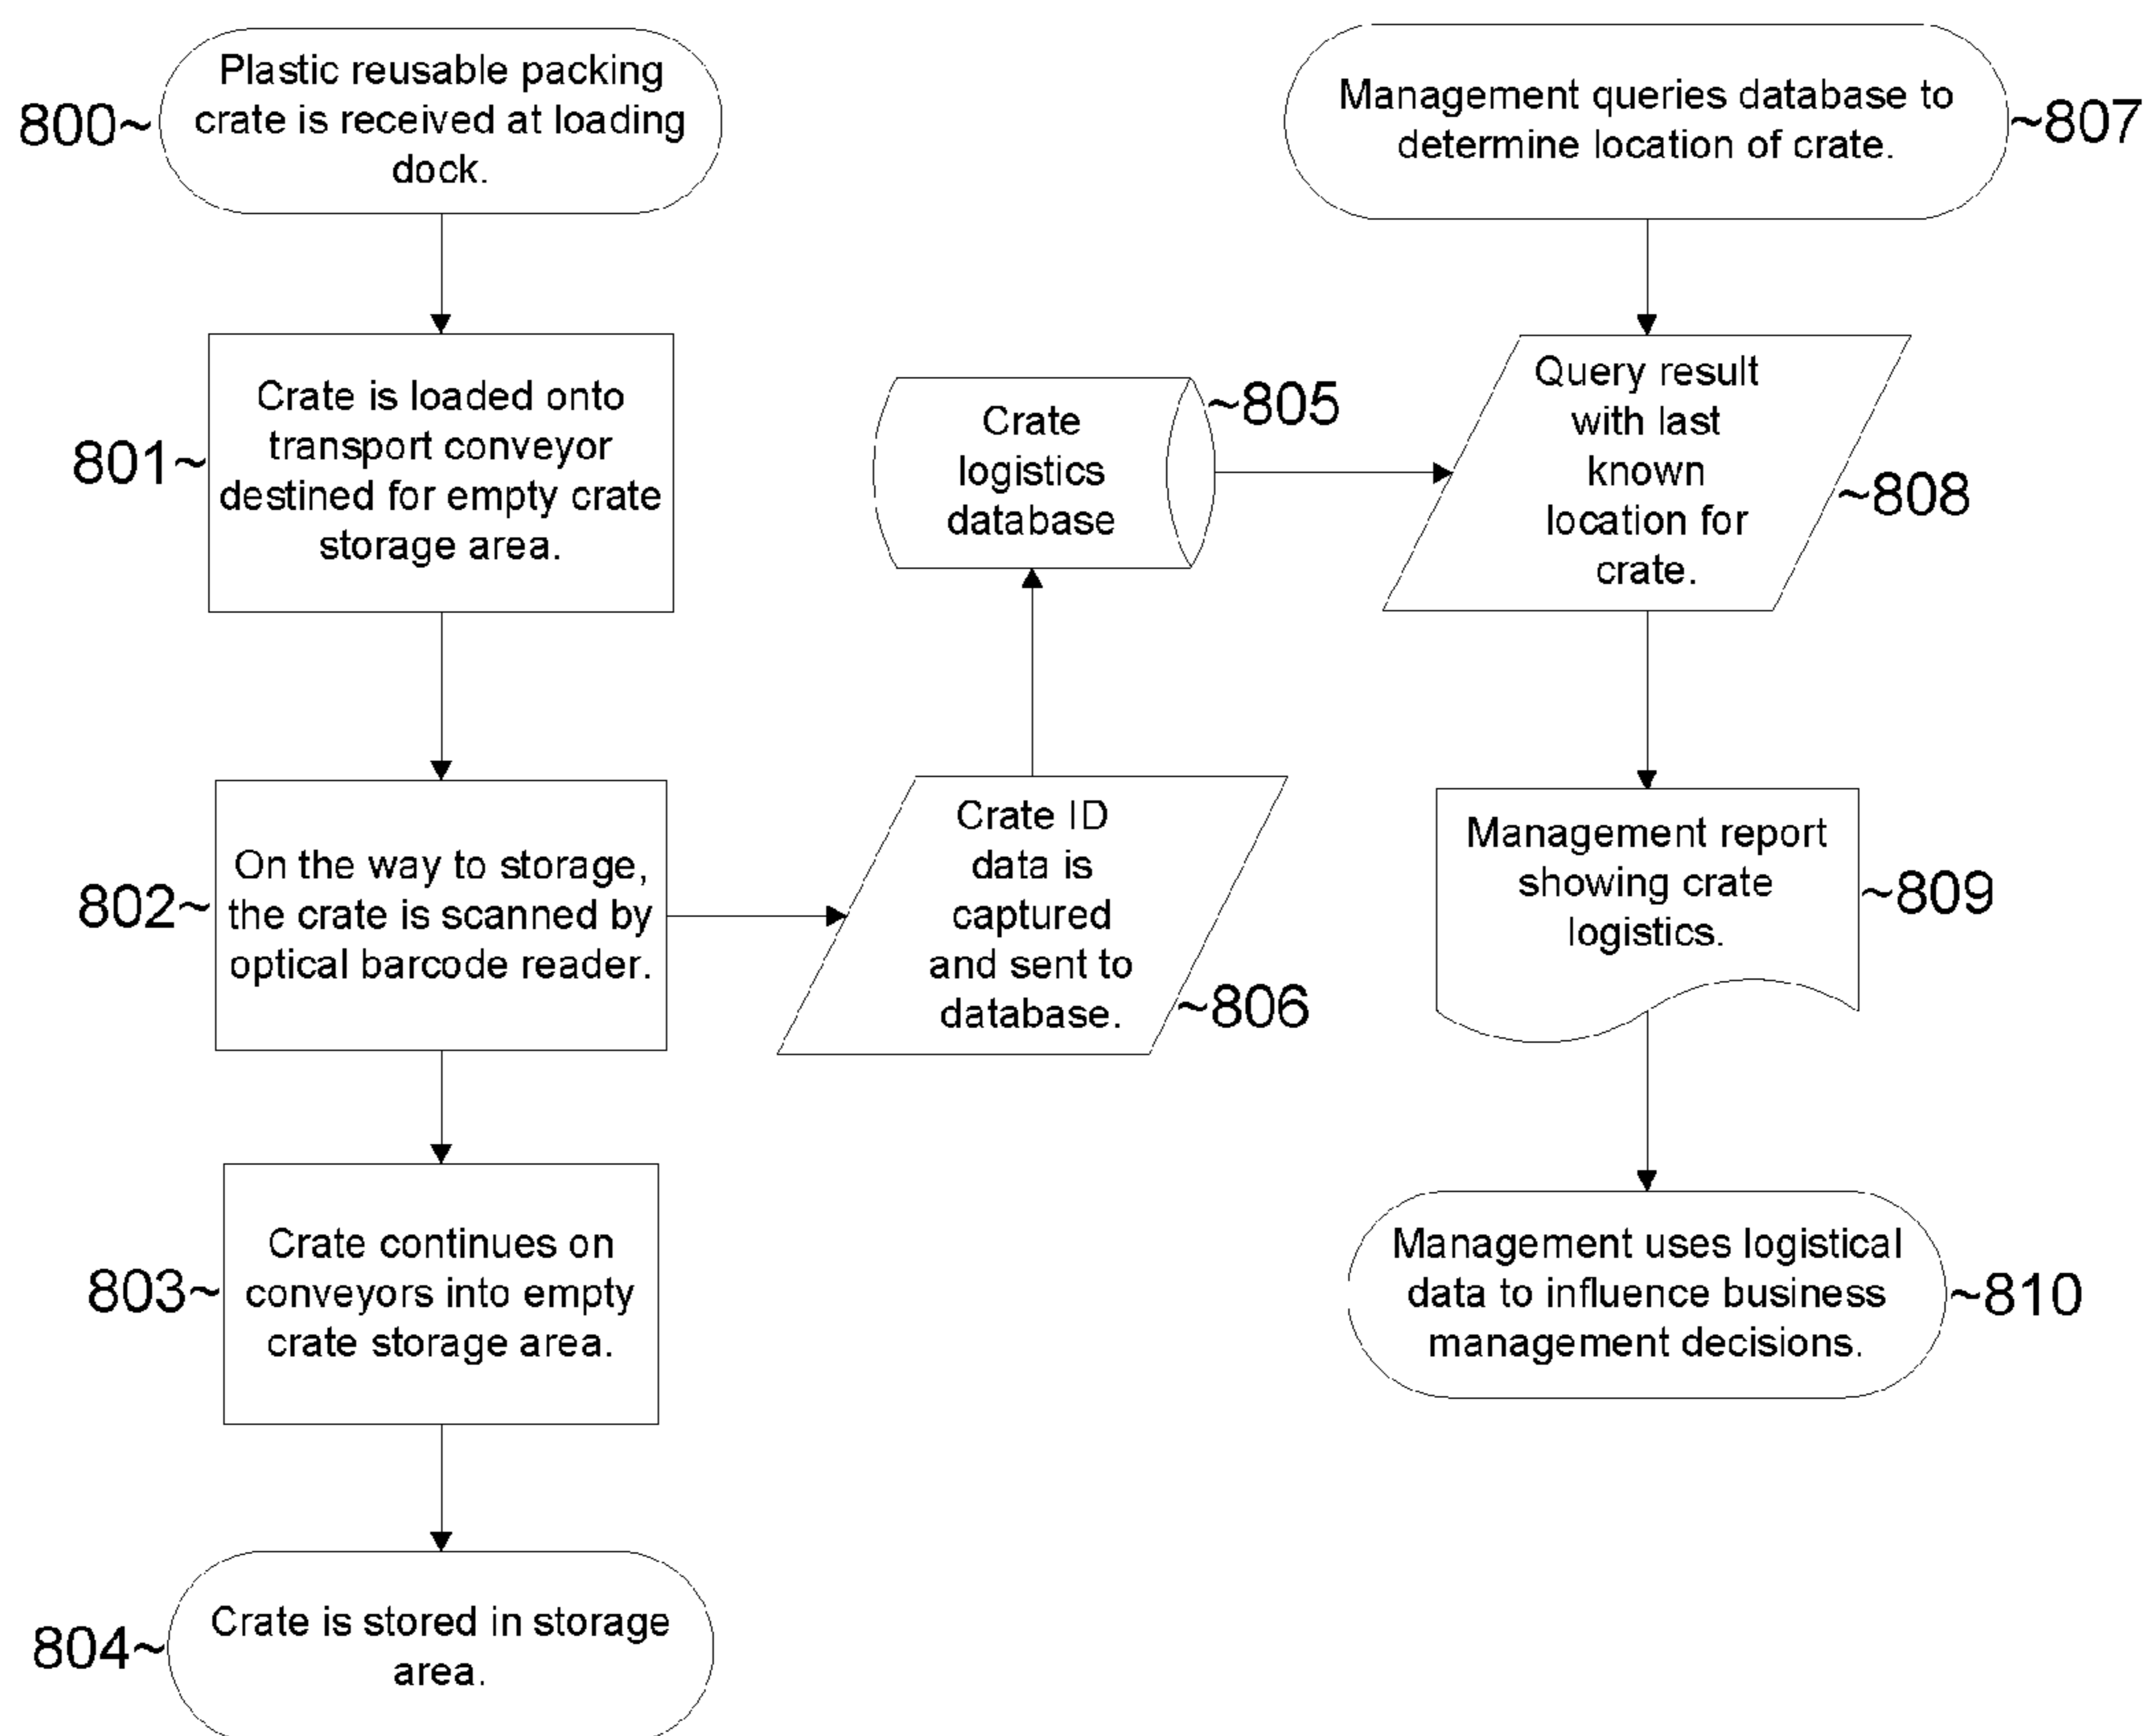 800~
Plastic reusable packing
crate is received at loading
dock.
801~
Crate is loaded onto
transport conveyor
destined for empty crate
storage area.
802~
On the way to storage,
the crate is scanned by
optical barcode reader.
803~
Crate continues on
conveyors into empty
crate storage area.
804~
Crate is stored in storage
area.
Crate
logistics
database
~805
Crate ID
data is
captured
and sent to
database.
~806
Management queries database to
determine location of crate.
~807
Query result
with last
known
location for
crate.
~808
Management report
showing crate
logistics.
~809
Management uses logistical
data to influence business
management decisions.
~810